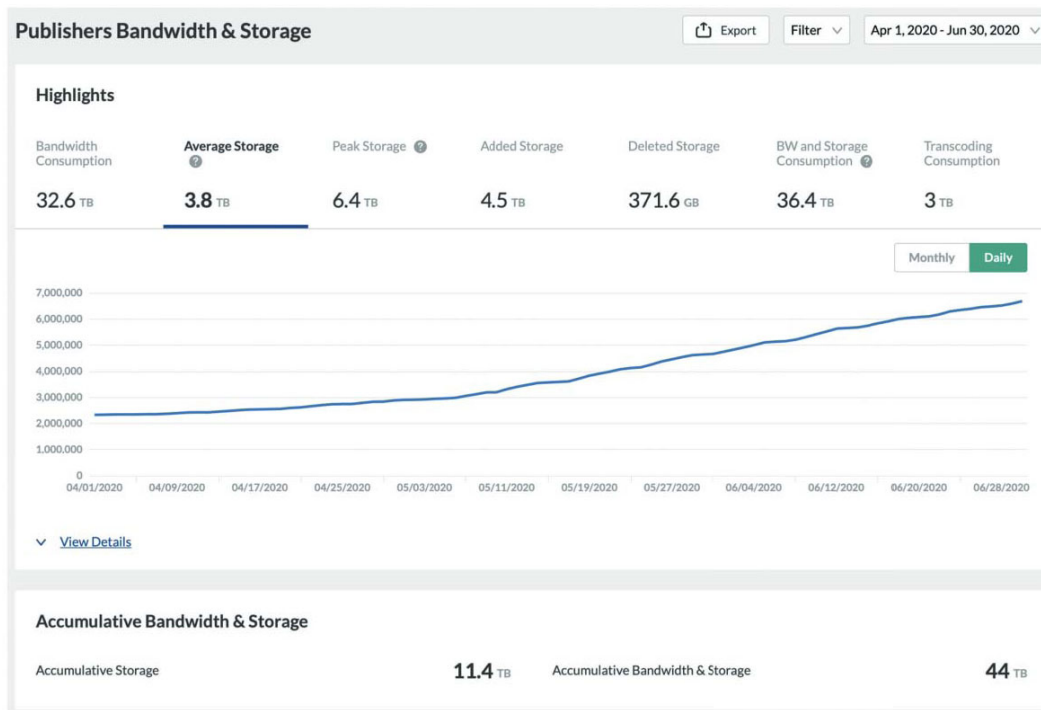 Publishers Bandwidth & Storage
Export
Filter
Apr 1, 2020 - Jun 30, 2020
Highlights
Bandwidth
Consumption
32.6 TB
Average Storage
?
3.8 TB
Peak Storage ?
6.4 TB
Added Storage
4.5 TB
Deleted Storage
371.6 GB
BW and Storage
Consumption ?
36.4 TB
Transcoding
Consumption
3 TB
Monthly
Daily
7,000,000
6,000,000
5,000,000
4,000,000
3,000,000
2,000,000
1,000,000
0
04/01/2020 04/09/2020 04/17/2020 04/25/2020 05/03/2020 05/11/2020 05/19/2020 05/27/2020 06/04/2020 06/12/2020 06/20/2020 06/28/2020
View Details
Accumulative Bandwidth & Storage
Accumulative Storage 11.4 TB Accumulative Bandwidth & Storage 44 TB